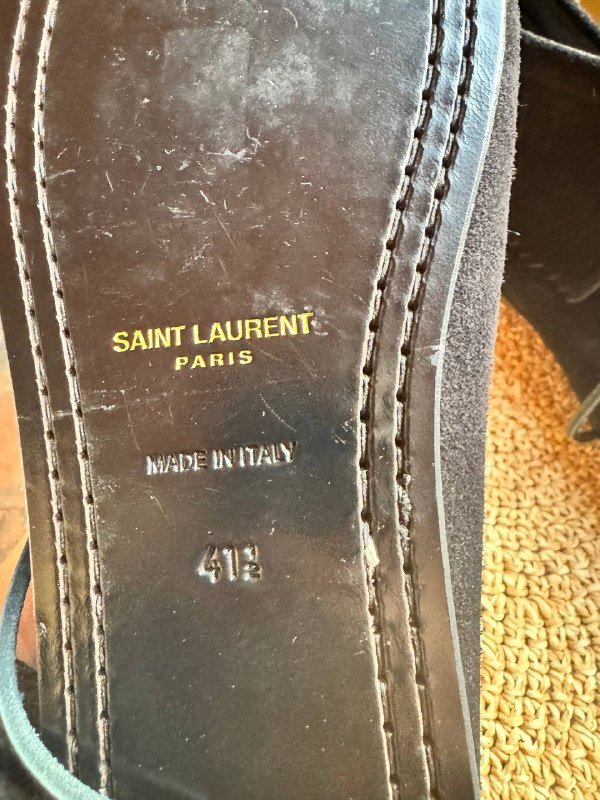 SAINT LAURENT
PARIS
MADE IN ITALY
41½